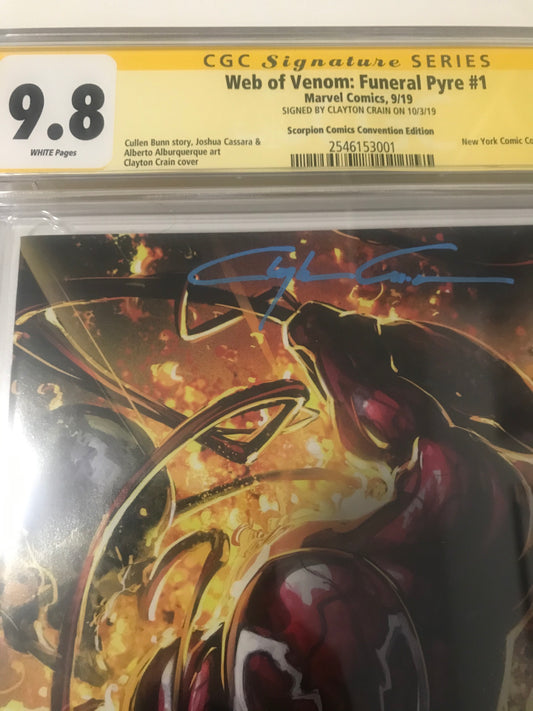 CGC Signature SERIES
9.8
WHITE Pages
Web of Venom: Funeral Pyre #1
Marvel Comics, 9/19
SIGNED BY CLAYTON CRAIN ON 10/3/19
Scorpion Comics Convention Edition
Cullen Bunn story, Joshua Cassara &
Alberto Alburquerque art
Clayton Crain cover
2546153001
New York Comic Co
Clayton Crain